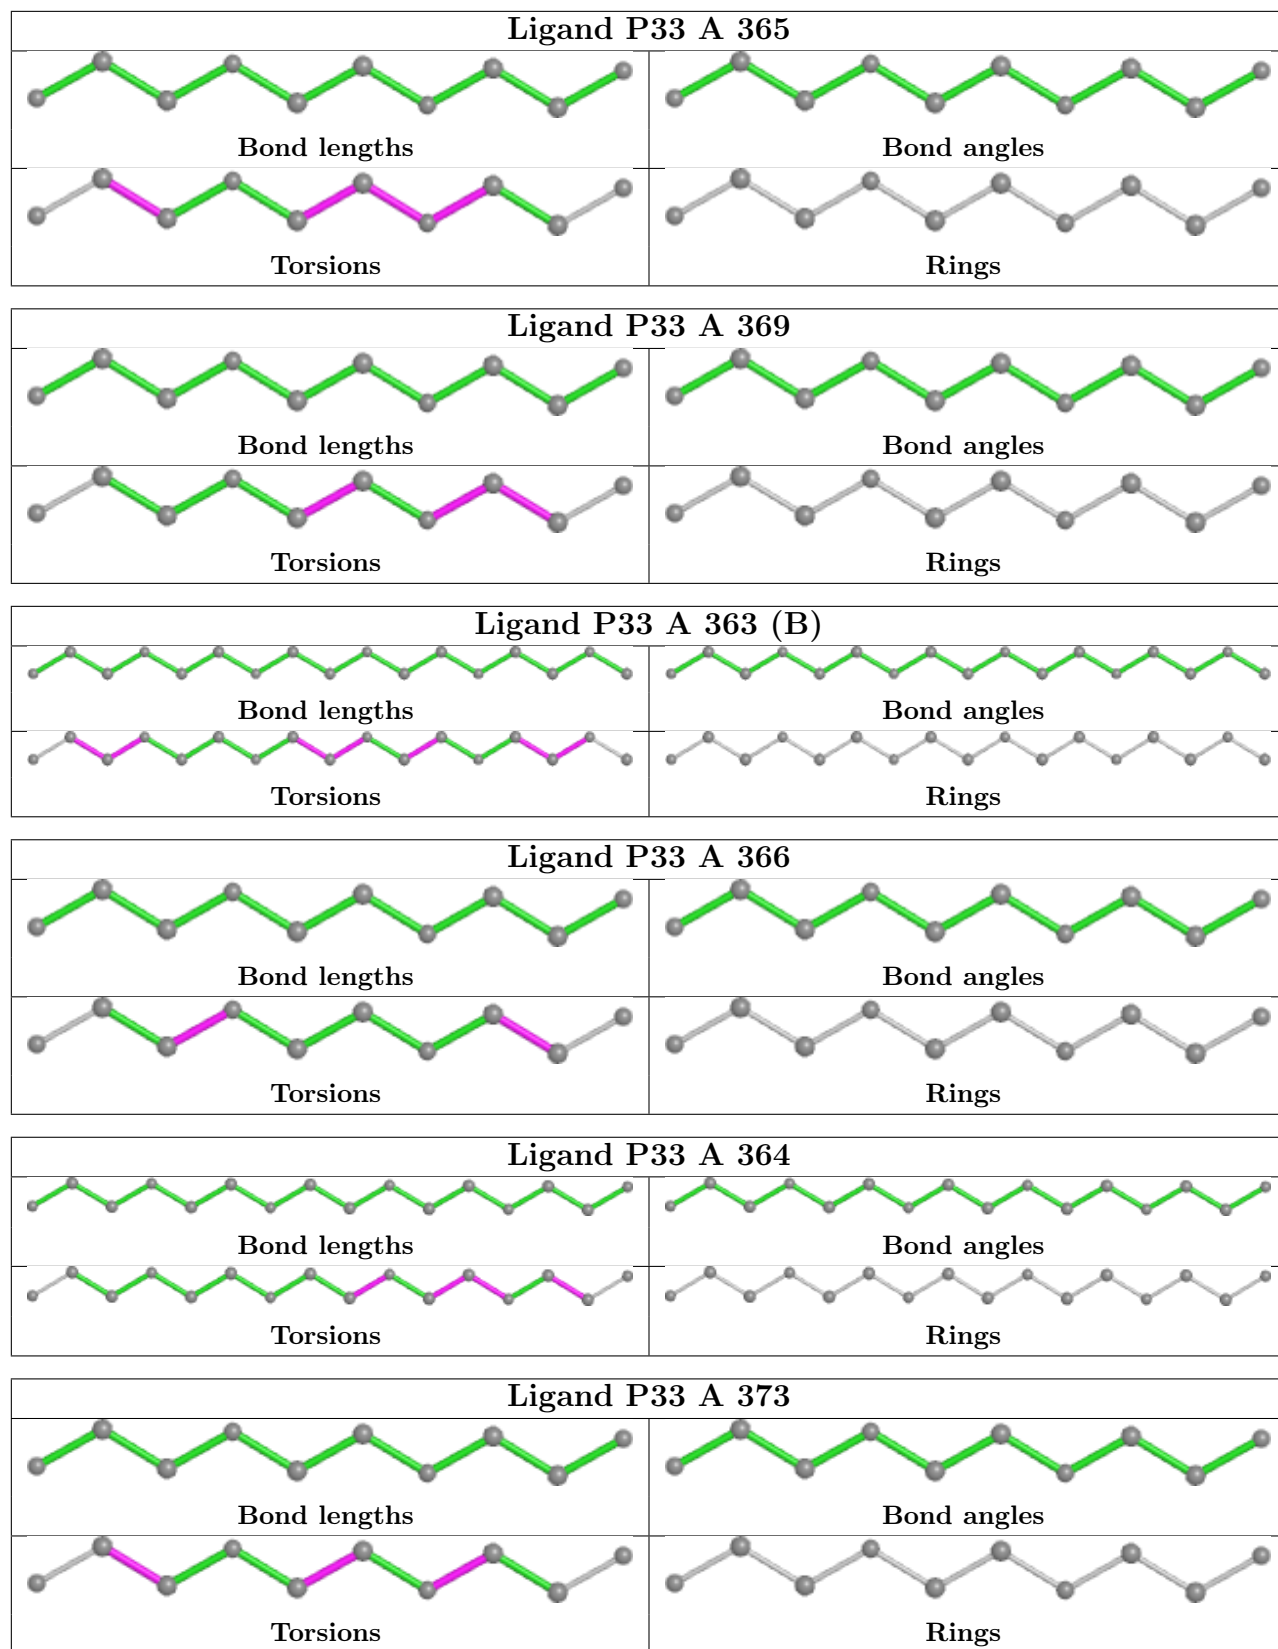 Ligand P33 A 365
Bond lengths Bond angles
Torsions Rings
Ligand P33 A 369
Bond lengths Bond angles
Torsions Rings
Ligand P33 A 363 (B)
Bond lengths Bond angles
Torsions Rings
Ligand P33 A 366
Bond lengths Bond angles
Torsions Rings
Ligand P33 A 364
Bond lengths Bond angles
Torsions Rings
Ligand P33 A 373
Bond lengths Bond angles
Torsions Rings